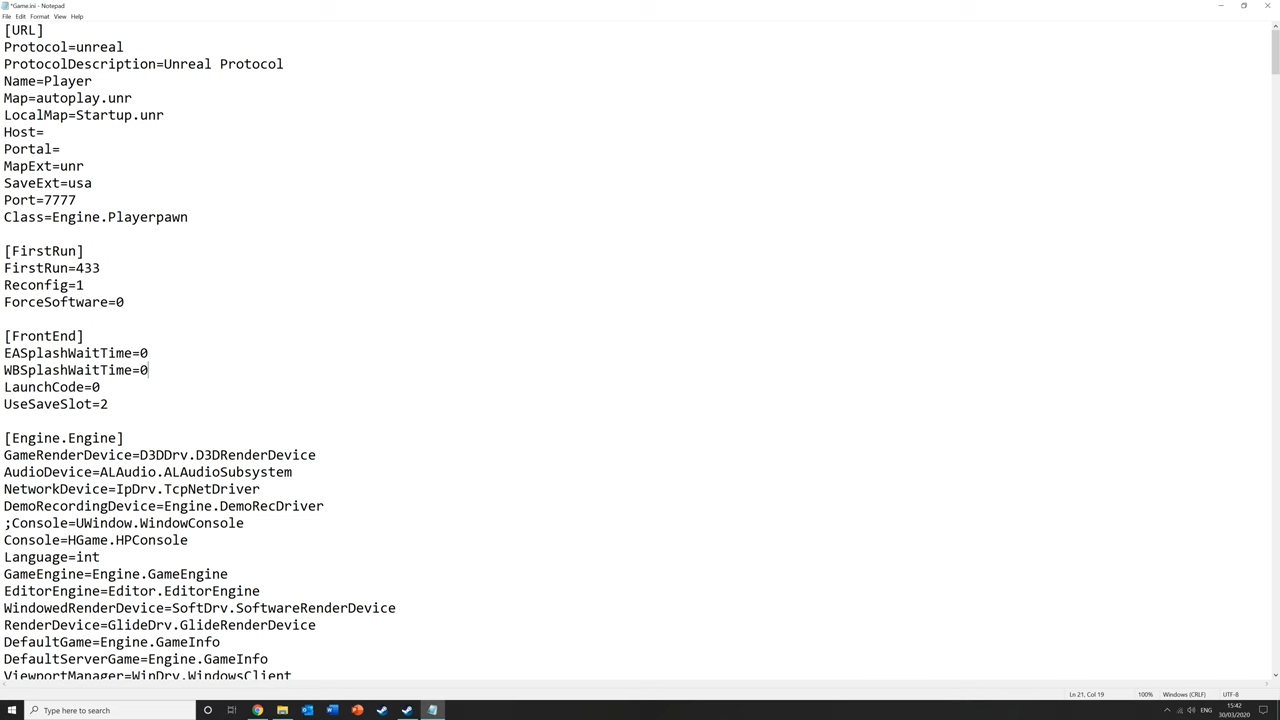 *Game.ini - Notepad
File Edit Format View Help
[URL]
Protocol=unreal
ProtocolDescription=Unreal Protocol
Name=Player
Map=autoplay.unr
LocalMap=Startup.unr
Host=
Portal=
MapExt=unr
SaveExt=usa
Port=7777
Class=Engine.Playerpawn
[FirstRun]
FirstRun=433
Reconfig=1
ForceSoftware=0
[FrontEnd]
EASplashWaitTime=0
WBSplashWaitTime=0
LaunchCode=0
UseSaveSlot=2
[Engine.Engine]
GameRenderDevice=D3DDrv.D3DRenderDevice
AudioDevice=ALAudio.ALAudioSubsystem
NetworkDevice=IpDrv.TcpNetDriver
DemoRecordingDevice=Engine.DemoRecDriver
;Console=UWindow.WindowConsole
Console=HGame.HPConsole
Language=int
GameEngine=Engine.GameEngine
EditorEngine=Editor.EditorEngine
WindowedRenderDevice=SoftDrv.SoftwareRenderDevice
RenderDevice=GlideDrv.GlideRenderDevice
DefaultGame=Engine.GameInfo
DefaultServerGame=Engine.GameInfo
ViewportManager=WinDrv.WindowsClient
Ln 21, Col 19 100% Windows (CRLF) UTF-8
Type here to search
ENG
15:42
30/03/2020